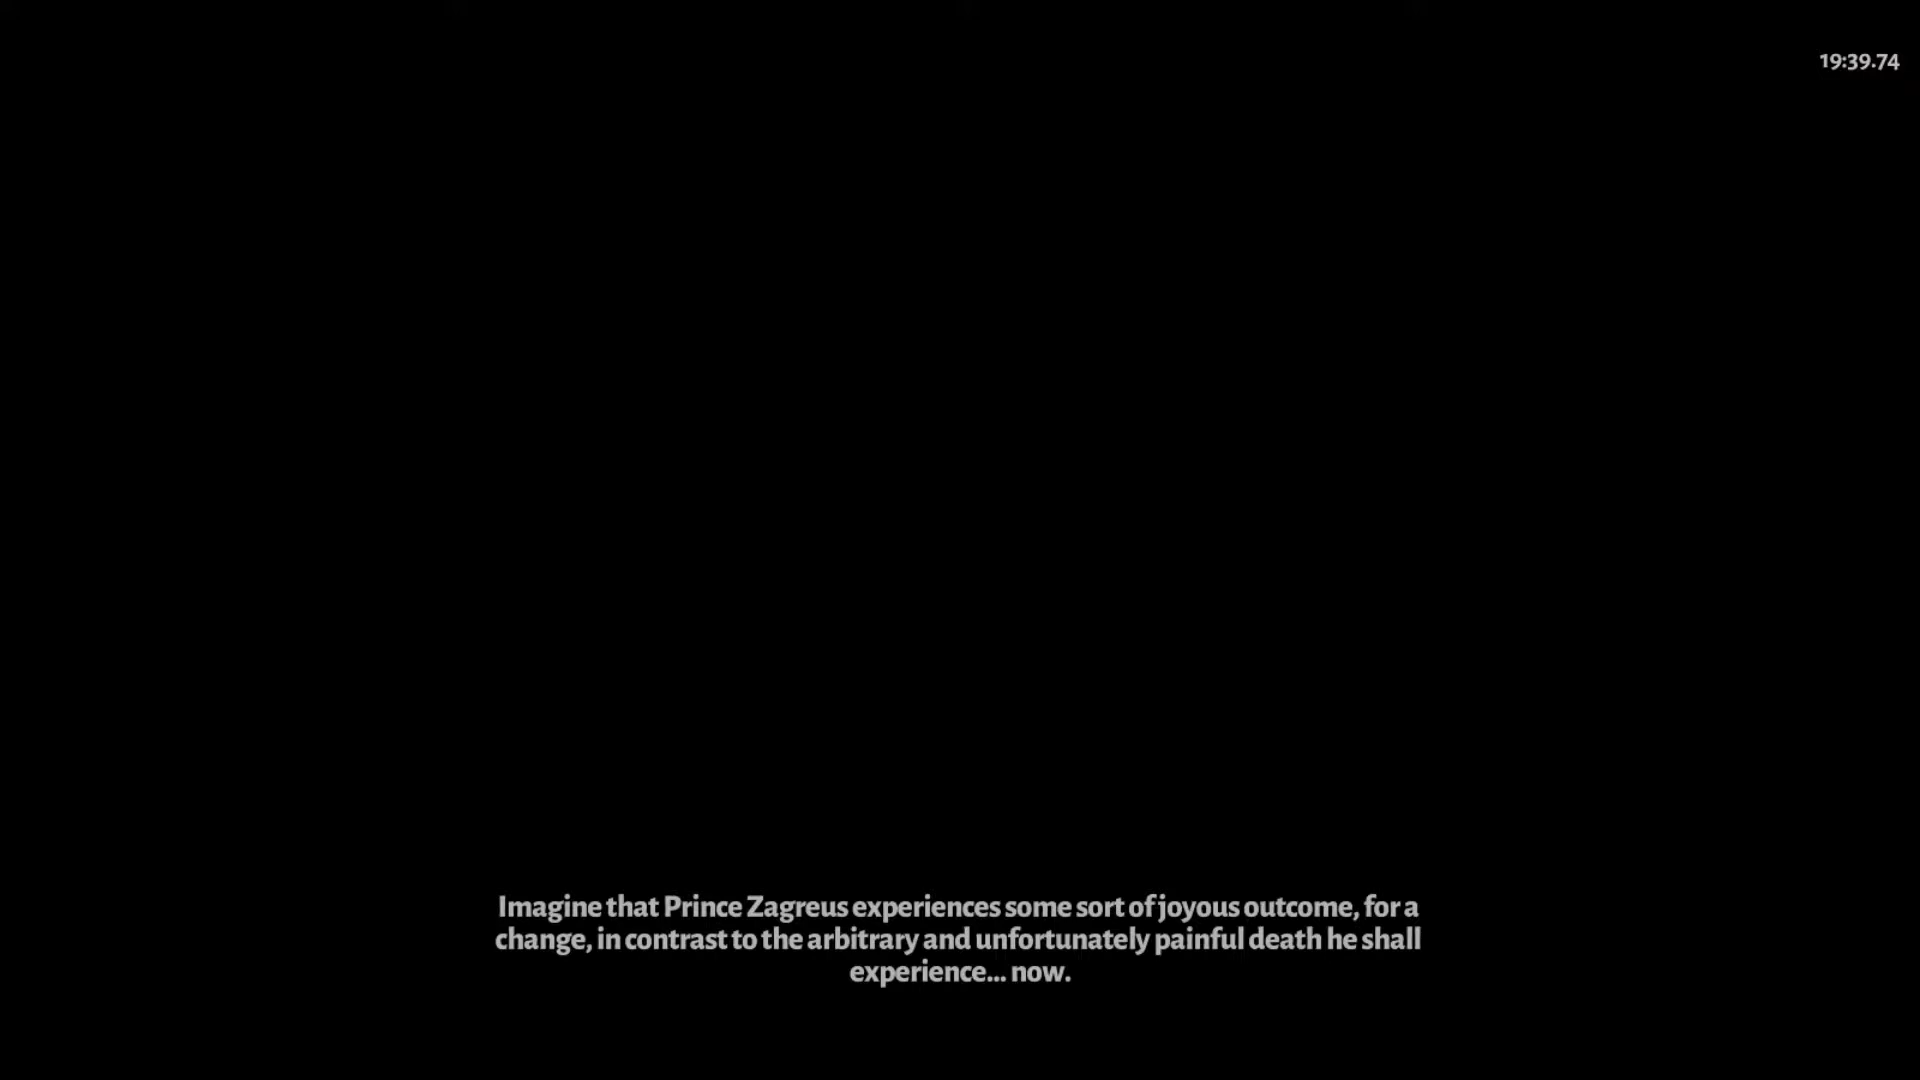 19:39.74
Imagine that Prince Zagreus experiences some sort of joyous outcome, for a
change, in contrast to the arbitrary and unfortunately painful death he shall
experience... now.